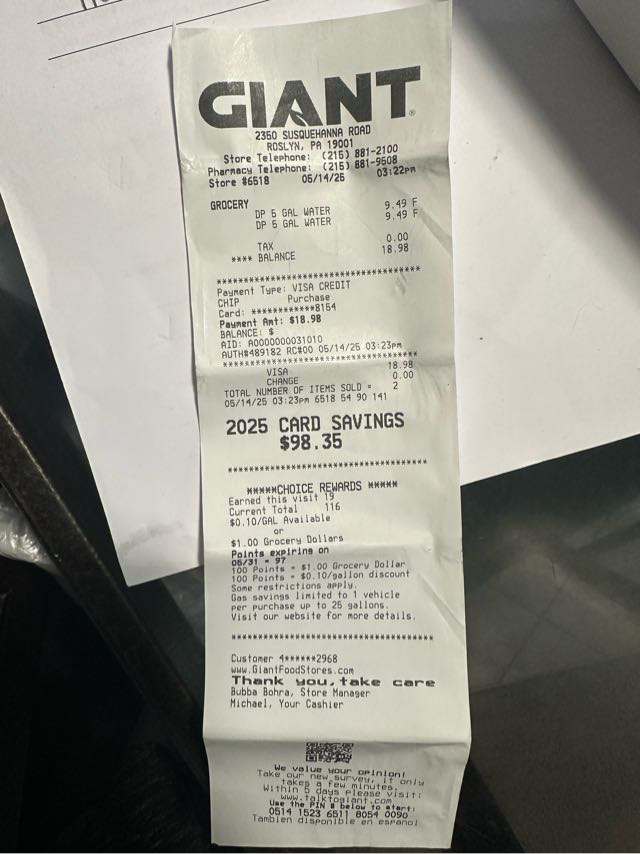 GIANT®
2350 SUSQUEHANNA ROAD
ROSLYN, PA 19001
Store Telephone: (215) 881-2100
Pharmacy Telephone: (215) 881-9508
Store #6518 05/14/25 03:22pm
GROCERY
DP 5 GAL WATER 9.49 F
DP 5 GAL WATER 9.49 F
TAX 0.00
**** BALANCE 18.98
****************************************
Payment Type: VISA CREDIT
CHIP Purchase
Card: ************8154
Payment Amt: $18.98
BALANCE: $
AID: A0000000031010
AUTH#489182 RC#00 05/14/25 03:23pm
****************************************
VISA 18.98
CHANGE 0.00
TOTAL NUMBER OF ITEMS SOLD = 2
05/14/25 03:23pm 6518 54 90 141
2025 CARD SAVINGS
$98.35
****************************************
*****CHOICE REWARDS *****
Earned this visit 19
Current Total 116
$0.10/GAL Available
or
$1.00 Grocery Dollars
Points expiring on
05/31 = 97
100 Points = $1.00 Grocery Dollar
100 Points = $0.10/gallon discount
Some restrictions apply.
Gas savings limited to 1 vehicle
per purchase up to 25 gallons.
Visit our website for more details.
****************************************
Customer 4******2968
www.GiantFoodStores.com
Thank you, take care
Bubba Bohra, Store Manager
Michael, Your Cashier
We value your opinion!
Take our new survey, it only
takes a few minutes.
Within 5 days please visit:
www.talktogiant.com
Use the PIN # below to start:
0514 1523 6511 8054 0090
Tambien disponible en espanol